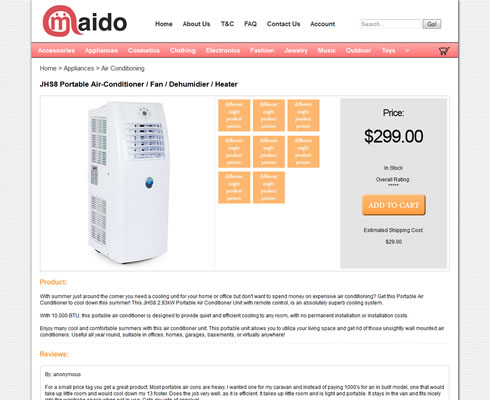 maido
Home About Us T&C FAQ Contact Us Account
Search... Go!
Accessories Appliances Cosmetics Clothing Electronics Fashion Jewelry Music Outdoor Toys >
Home > Appliances > Air Conditioning
JHS8 Portable Air-Conditioner / Fan / Dehumidier / Heater
different angle product picture
different angle product picture
different angle product picture
different angle product picture
different angle product picture
different angle product picture
different angle product picture
different angle product picture
Price:
$299.00
In Stock
Overall Rating:
*****
ADD TO CART
Estimated Shipping Cost:
$29.00
Product:
With summer just around the corner you need a cooling unit for your home or office but don't want to spend money on expensive air conditioning? Get this Portable Air
Conditioner to cool down this summer! This JHS8 2.93kW Portable Air Conditioner Unit with remote control, is an absolutely superb cooling system.
With 10,000 BTU, this portable air conditioner is designed to provide quiet and efficient cooling to any room, with no permanent installation or installation costs.
Enjoy many cool and comfortable summers with this air conditioner unit. This portable unit allows you to utilize your living space and get rid of those unsightly wall mounted air
conditioners. Useful all year round, suitable in offices, homes, garages, basements, or virtually anywhere!
Reviews:
By: anonymous
For a small price tag you get a great product. Most portable air cons are heavy. I wanted one for my caravan and instead of paying 1000's for an in built model, one that would
take up little room and would cool down my 13 footer. Does the job very well, as it is efficient. It takes up little room and is light and portable. It stays in the van and fits nicely